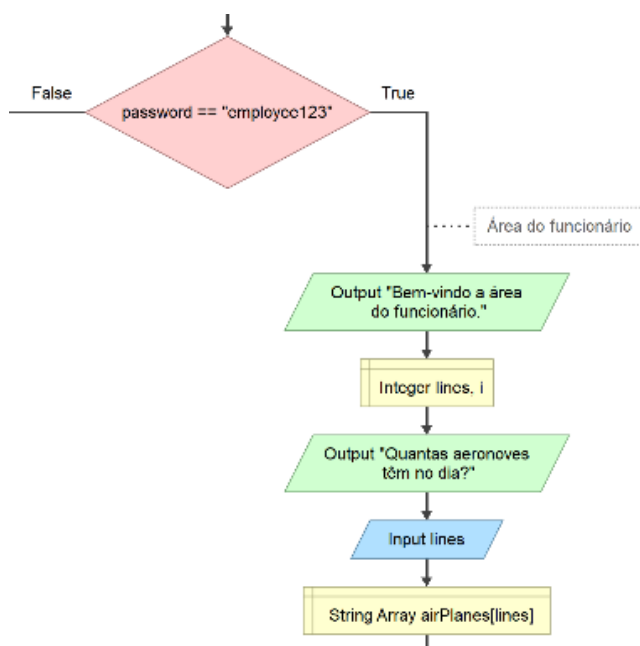 False
True
password == "employee123"
Área do funcionário
Output "Bem-vindo a área
do funcionário."
Integer lines, i
Output "Quantas aeronoves
têm no dia?"
Input lines
String Array airPlanes[lines]